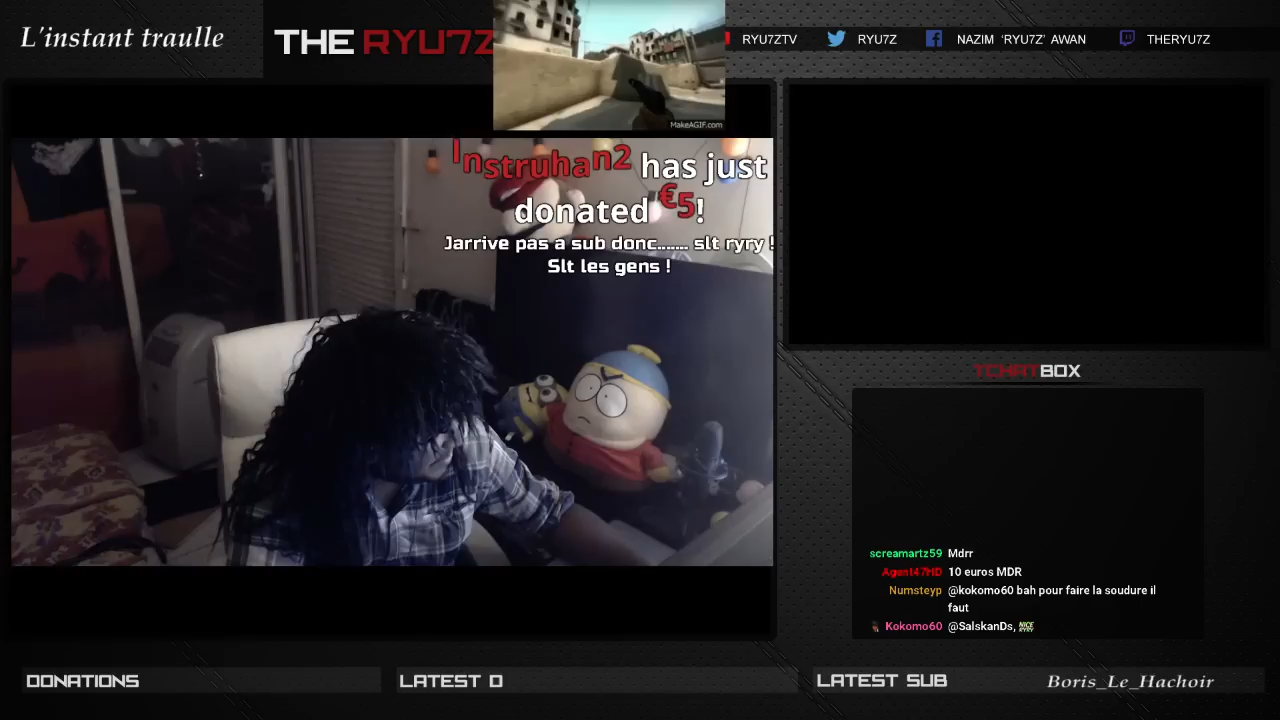 L'instant traulle
THE RYU7Z
RYU7ZTV
RYU7Z
NAZIM 'RYU7Z' AWAN
THERYU7Z
MakeAGIF.com
Instruhan2 has just
donated €5!
Jarrive pas a sub donc....... slt ryry !
Slt les gens !
TCHATBOX
screamartz59 Mdrr
Agent47HD 10 euros MDR
Numsteyp @kokomo60 bah pour faire la soudure il
faut
Kokomo60 @SalskanDs, NICE
RYRY
DONATIONS
LATEST D
LATEST SUB
Boris_Le_Hachoir